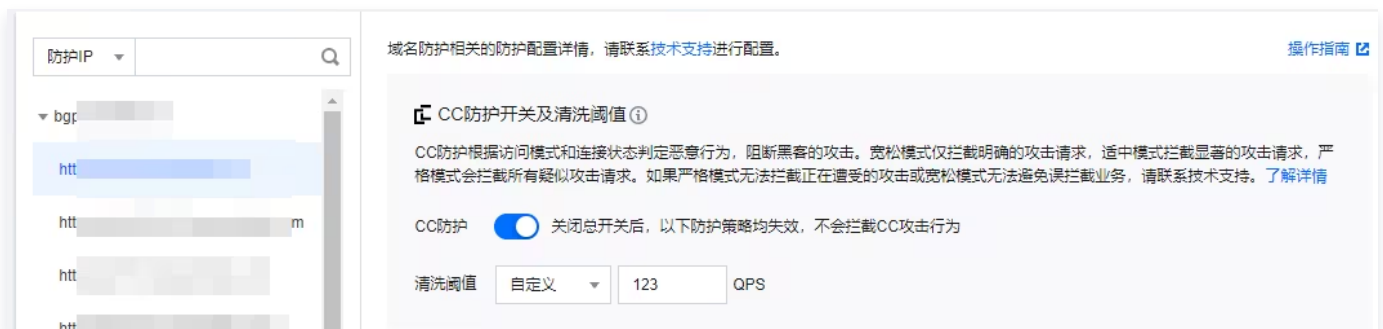 防护IP
域名防护相关的防护配置详情，请联系技术支持进行配置。
操作指南
bgp
htt
htt
m
htt
htt
CC防护开关及清洗阈值
CC防护根据访问模式和连接状态判定恶意行为，阻断黑客的攻击。宽松模式仅拦截明确的攻击请求，适中模式拦截显著的攻击请求，严
格模式会拦截所有疑似攻击请求。如果严格模式无法拦截正在遭受的攻击或宽松模式无法避免误拦截业务，请联系技术支持。了解详情
CC防护
关闭总开关后，以下防护策略均失效，不会拦截CC攻击行为
清洗阈值
自定义
123
QPS